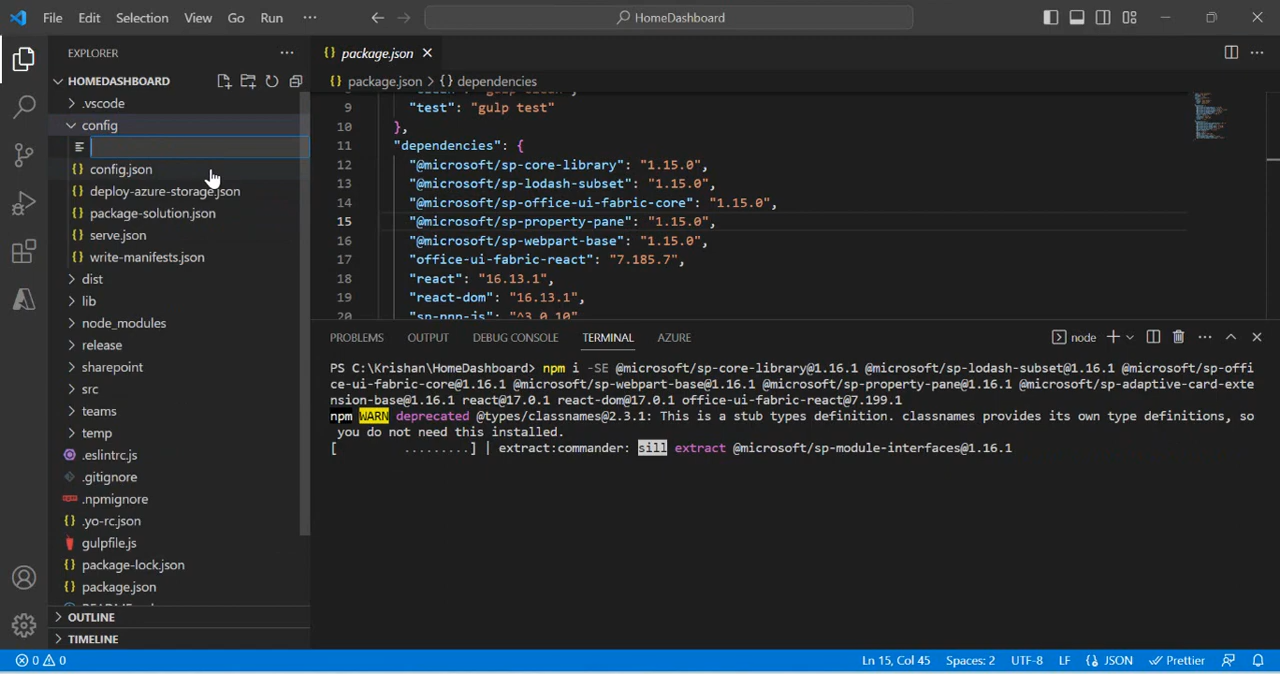 File Edit Selection View Go Run ··· HomeDashboard
EXPLORER ···
HOMEDASHBOARD
.vscode
config
config.json
deploy-azure-storage.json
package-solution.json
serve.json
write-manifests.json
dist
lib
node_modules
release
sharepoint
src
teams
temp
.eslintrc.js
.gitignore
.npmignore
.yo-rc.json
gulpfile.js
package-lock.json
package.json
OUTLINE
TIMELINE
{} package.json
{} package.json > {} dependencies
9 "test": "gulp test"
10 },
11 "dependencies": {
12 "@microsoft/sp-core-library": "1.15.0",
13 "@microsoft/sp-lodash-subset": "1.15.0",
14 "@microsoft/sp-office-ui-fabric-core": "1.15.0",
15 "@microsoft/sp-property-pane": "1.15.0",
16 "@microsoft/sp-webpart-base": "1.15.0",
17 "office-ui-fabric-react": "7.185.7",
18 "react": "16.13.1",
19 "react-dom": "16.13.1",
20 "sp-pnp-js": "^3.0.10"
PROBLEMS OUTPUT DEBUG CONSOLE TERMINAL AZURE node
PS C:\Krishan\HomeDashboard> npm i -SE @microsoft/sp-core-library@1.16.1 @microsoft/sp-lodash-subset@1.16.1 @microsoft/sp-offi
ce-ui-fabric-core@1.16.1 @microsoft/sp-webpart-base@1.16.1 @microsoft/sp-property-pane@1.16.1 @microsoft/sp-adaptive-card-exte
nsion-base@1.16.1 react@17.0.1 react-dom@17.0.1 office-ui-fabric-react@7.199.1
npm WARN deprecated @types/classnames@2.3.1: This is a stub types definition. classnames provides its own type definitions, so
you do not need this installed.
[ .........] | extract:commander: sill extract @microsoft/sp-module-interfaces@1.16.1
0 0 Ln 15, Col 45 Spaces: 2 UTF-8 LF {} JSON Prettier